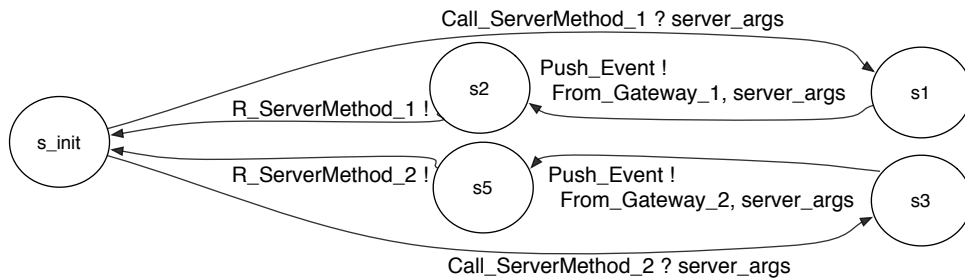 Call_ServerMethod_1 ? server_args
s2
Push_Event !
From_Gateway_1, server_args
s1
R_ServerMethod_1 !
s_init
R_ServerMethod_2 !
s5
Push_Event !
From_Gateway_2, server_args
s3
Call_ServerMethod_2 ? server_args